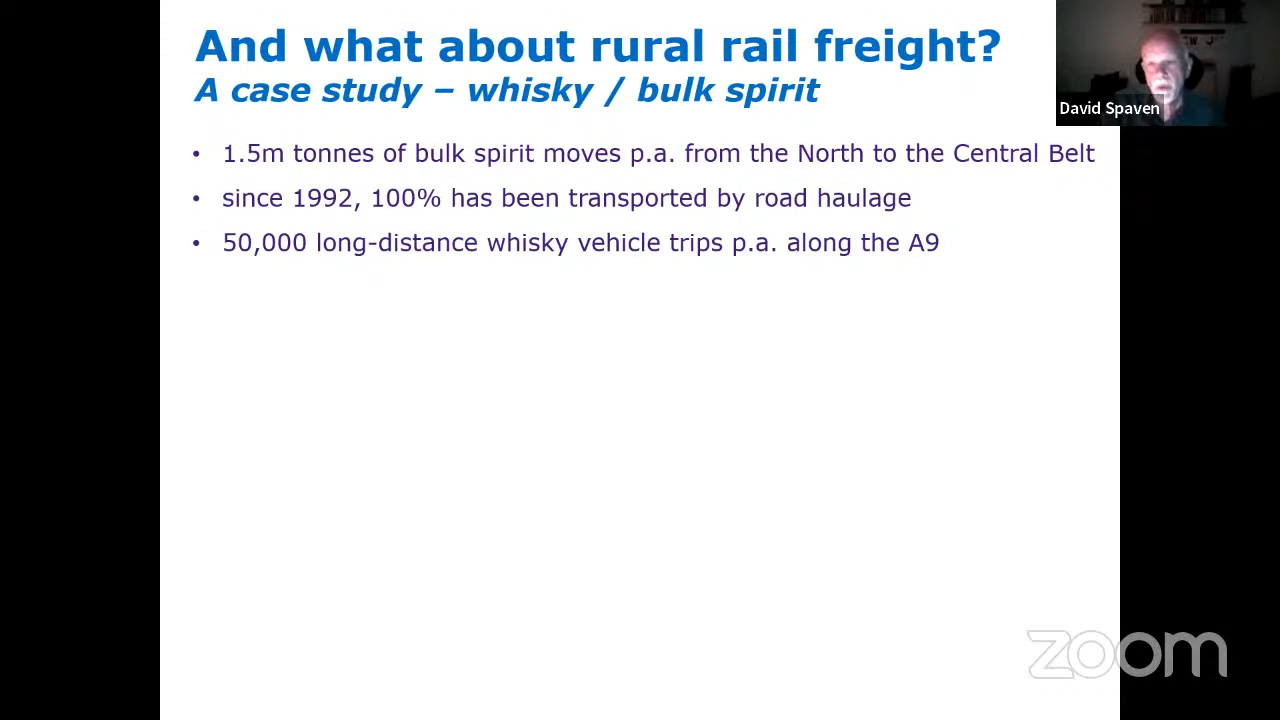 And what about rural rail freight?
A case study – whisky / bulk spirit
David Spaven
• 1.5m tonnes of bulk spirit moves p.a. from the North to the Central Belt
• since 1992, 100% has been transported by road haulage
• 50,000 long-distance whisky vehicle trips p.a. along the A9
zoom